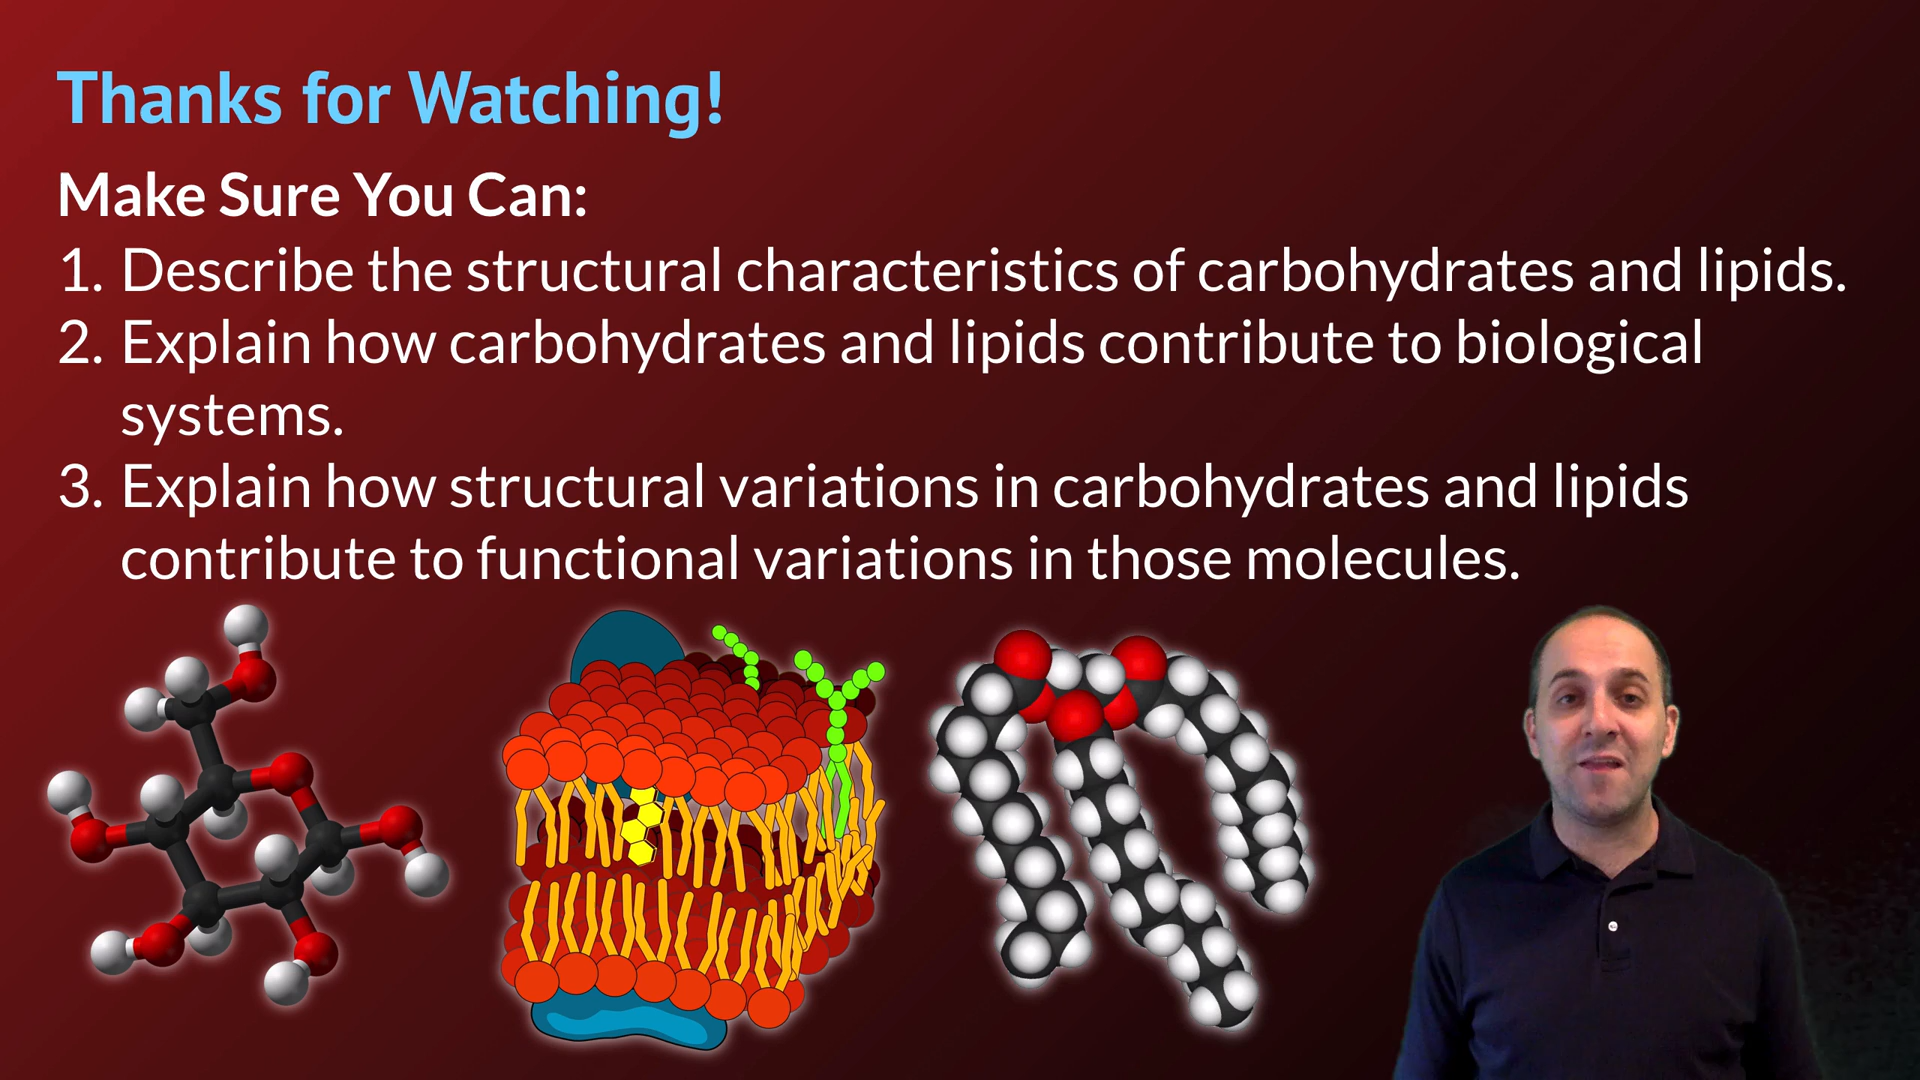 Thanks for Watching!
Make Sure You Can:
1. Describe the structural characteristics of carbohydrates and lipids.
2. Explain how carbohydrates and lipids contribute to biological
systems.
3. Explain how structural variations in carbohydrates and lipids
contribute to functional variations in those molecules.